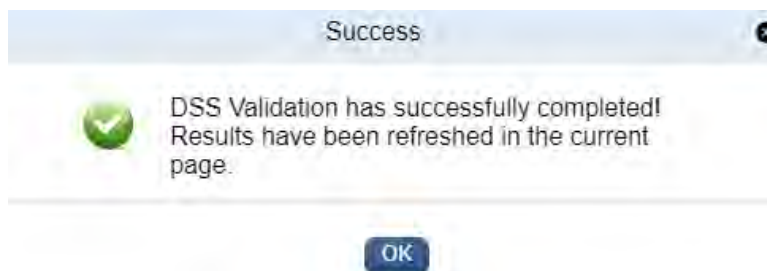 Success
DSS Validation has successfully completed!
Results have been refreshed in the current
page.
OK